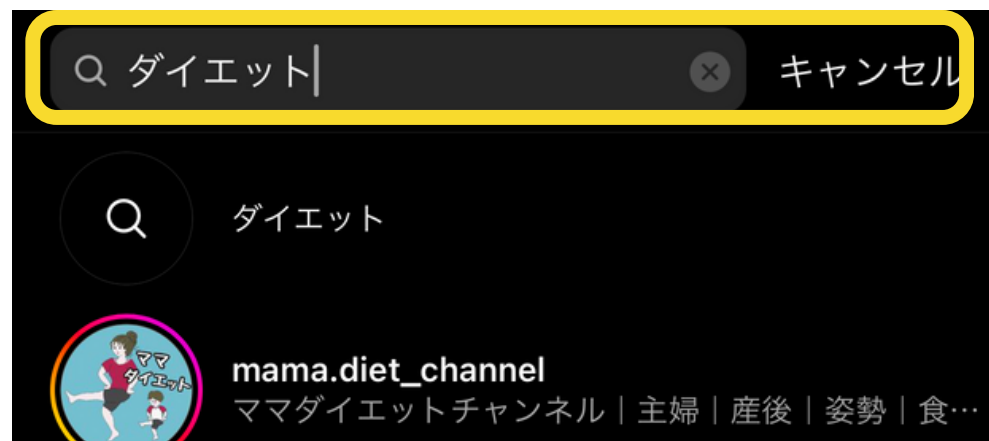 ダイエット キャンセル
ダイエット
ママ
ダイエット
mama.diet_channel
ママダイエットチャンネル｜主婦｜産後｜姿勢｜食…